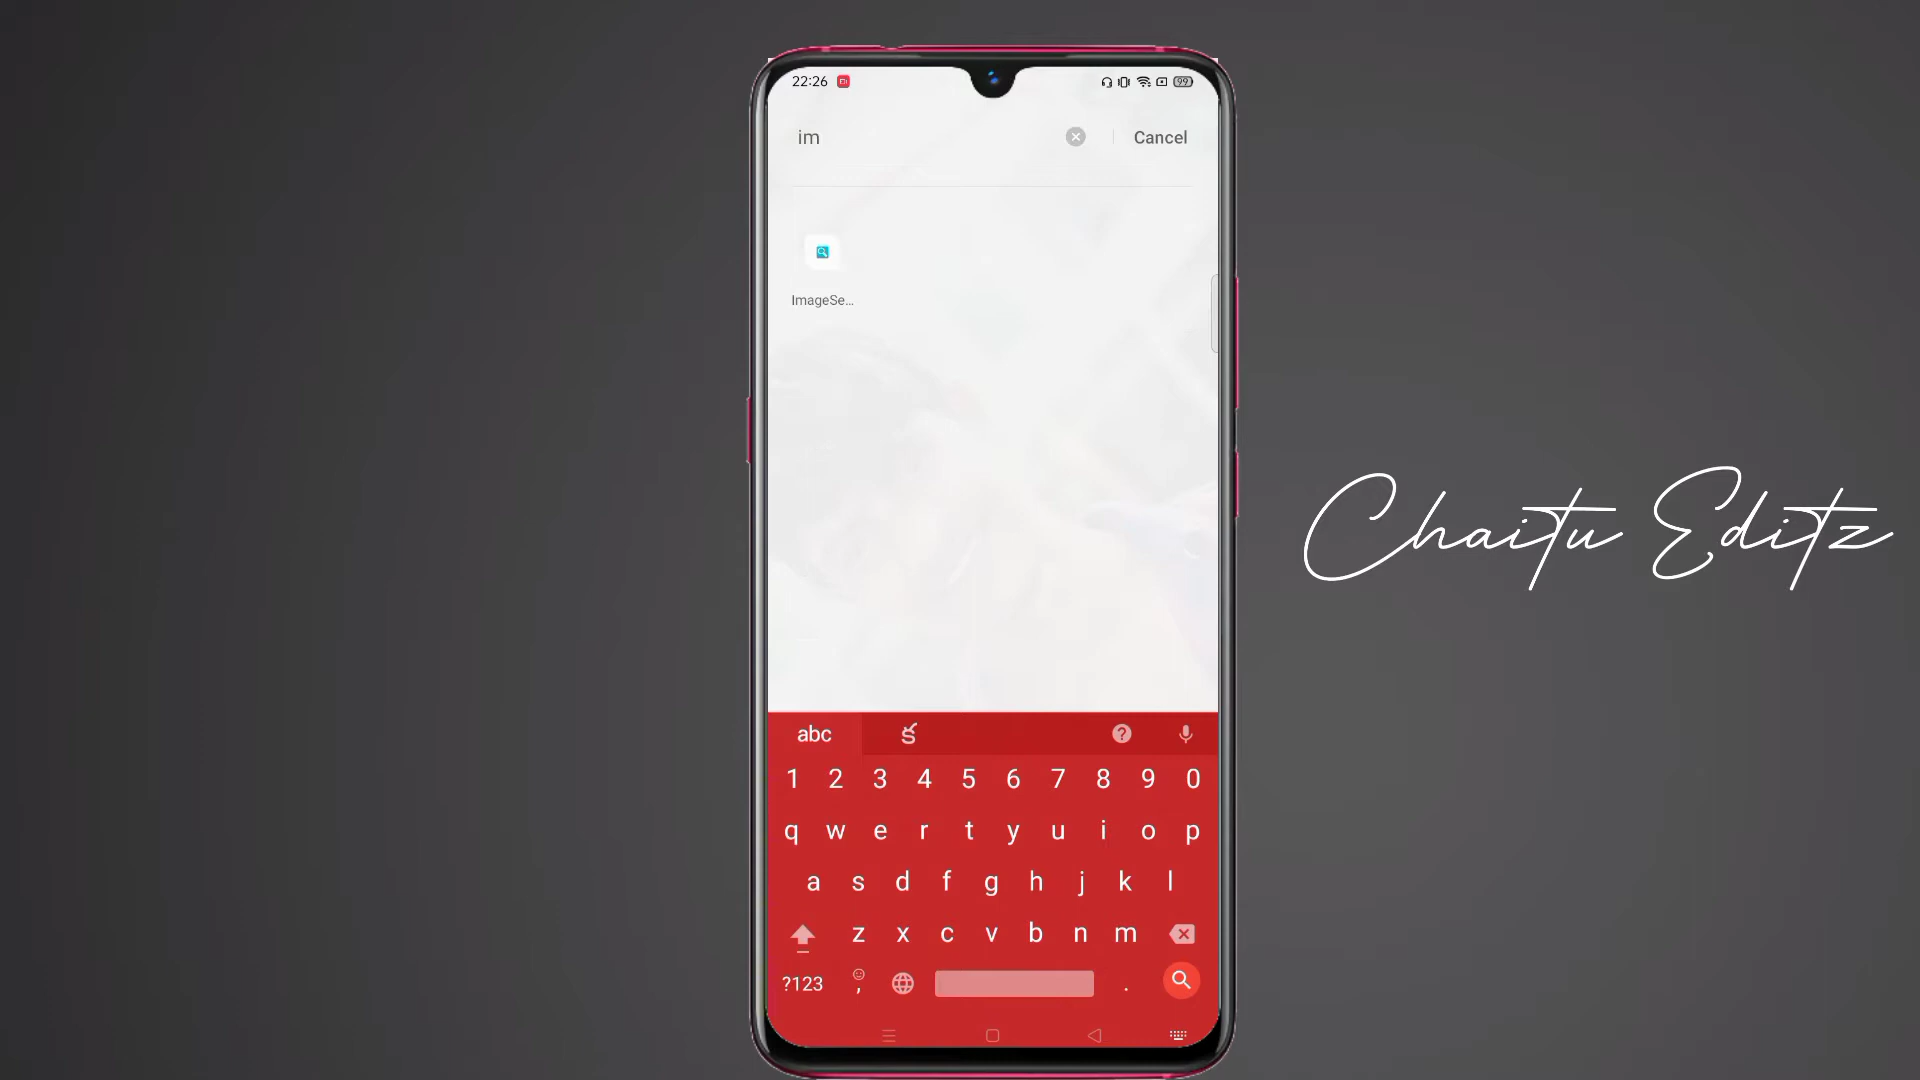 22:26
99
im
Cancel
ImageSe...
abc క
1 2 3 4 5 6 7 8 9 0
q w e r t y u i o p
a s d f g h j k l
z x c v b n m
?123 , .
Chaitu Editz